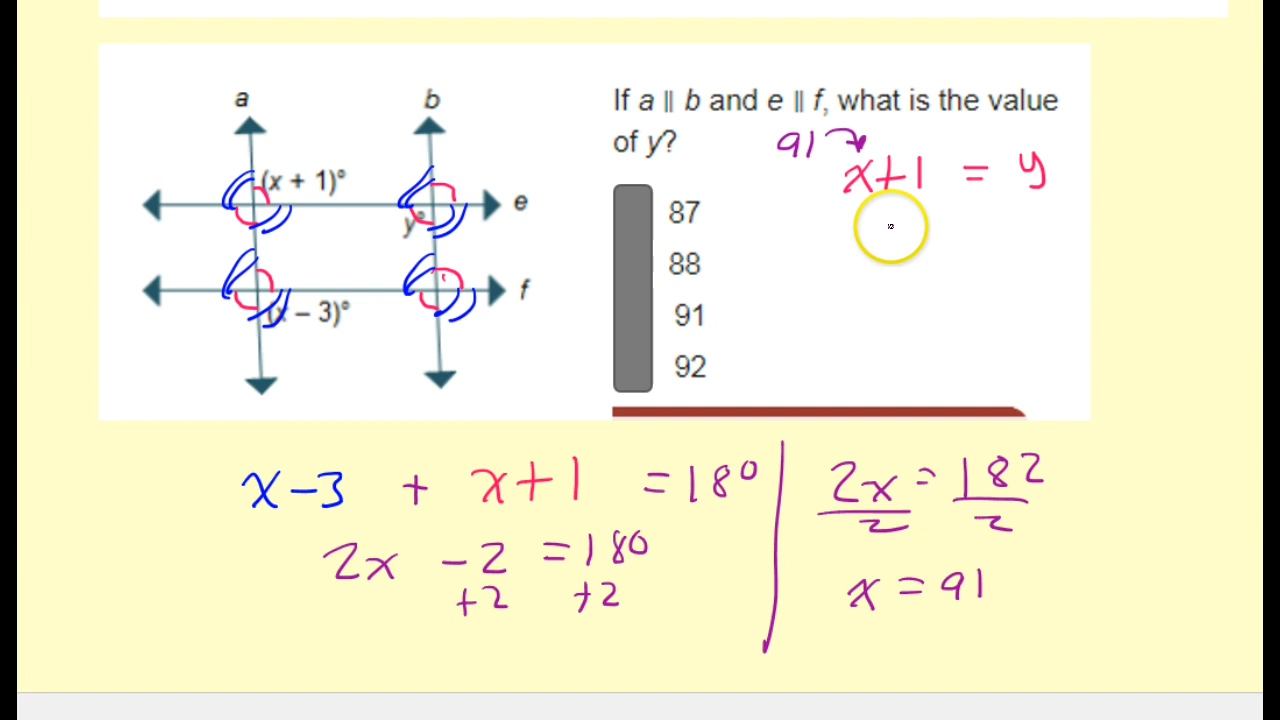 a b
If a ∥ b and e ∥ f, what is the value
of y?
91
x+1 = y
(x + 1)°
e
y°
f
(x – 3)°
87
88
91
92
x-3 + x+1 = 180
2x -2 = 180
+2 +2
2x = 182
2 2
x = 91